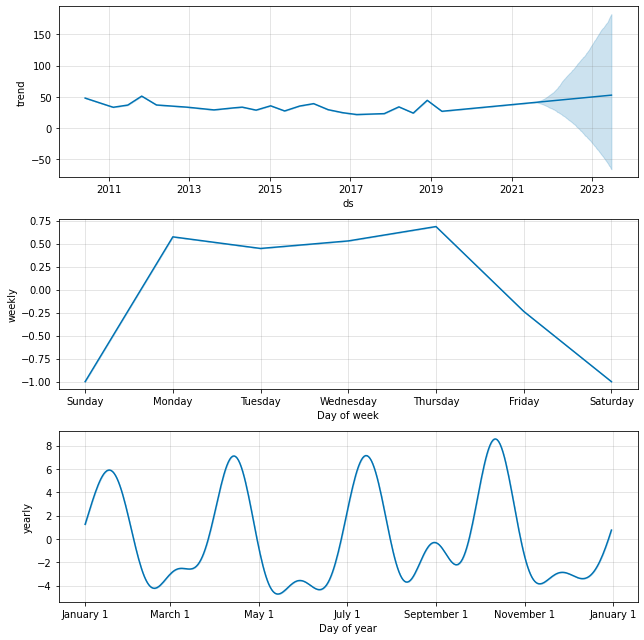 trend
150
100
50
0
−50
2011 2013 2015 2017 2019 2021 2023
ds
weekly
0.75
0.50
0.25
0.00
−0.25
−0.50
−0.75
−1.00
Sunday Monday Tuesday Wednesday Thursday Friday Saturday
Day of week
yearly
8
6
4
2
0
−2
−4
January 1 March 1 May 1 July 1 September 1 November 1 January 1
Day of year